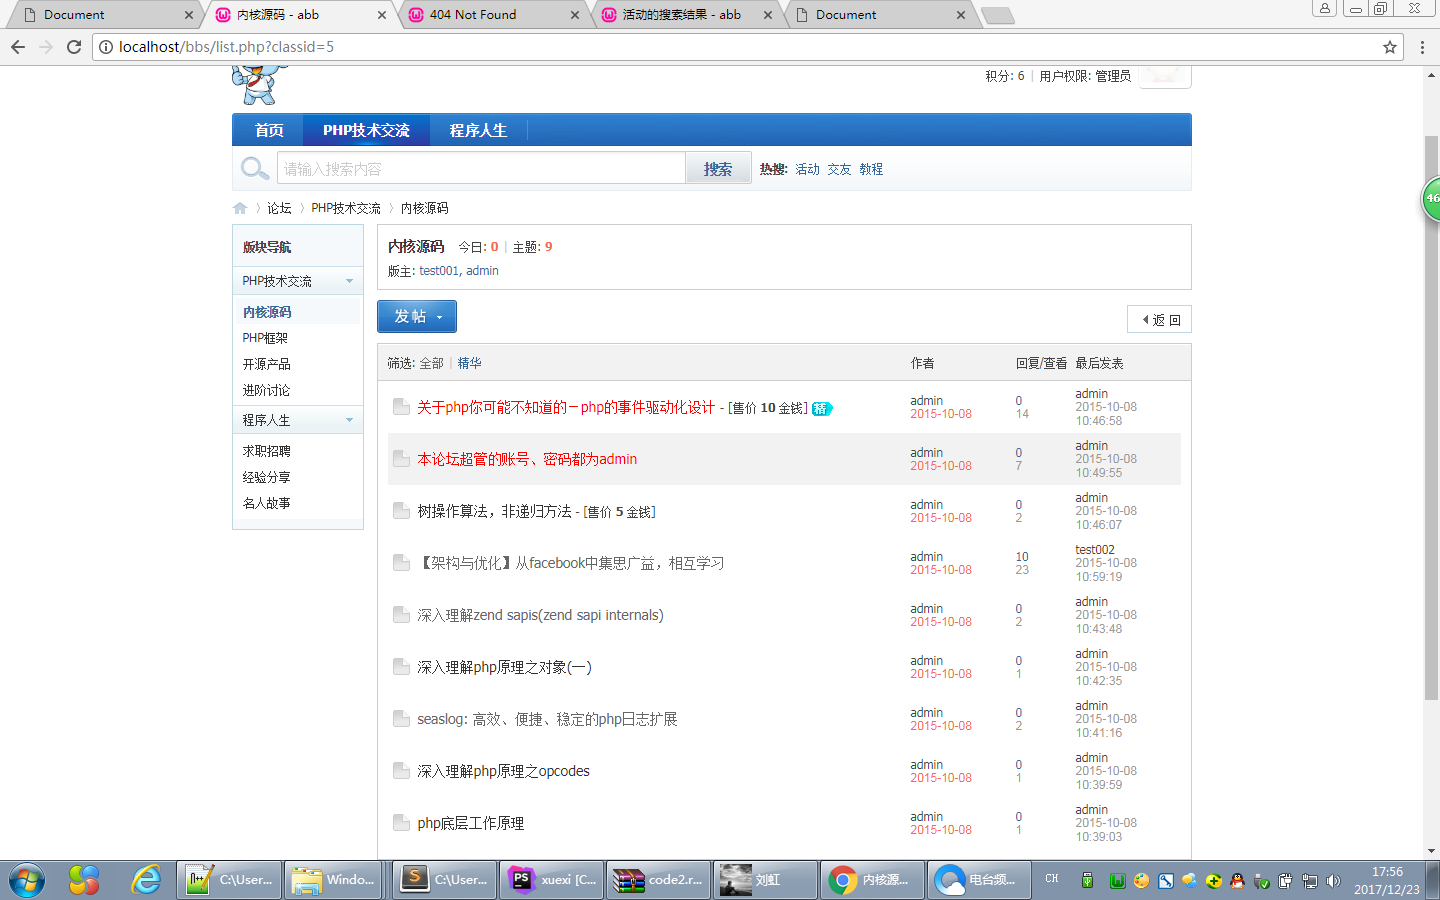 Document
内核源码 - abb
404 Not Found
活动的搜索结果 - abb
Document
localhost/bbs/list.php?classid=5
积分: 6 | 用户权限: 管理员
首页 PHP技术交流 程序人生
请输入搜索内容 搜索 热搜: 活动 交友 教程
论坛 〉 PHP技术交流 〉 内核源码
版块导航
PHP技术交流
内核源码
PHP框架
开源产品
进阶讨论
程序人生
求职招聘
经验分享
名人故事
内核源码 今日: 0 | 主题: 9
版主: test001, admin
发帖
返回
筛选: 全部 | 精华 作者 回复/查看 最后发表
关于php你可能不知道的－php的事件驱动化设计 - [售价 10 金钱] 精
admin
2015-10-08
0
14
admin
2015-10-08
10:46:58
本论坛超管的账号、密码都为admin
admin
2015-10-08
0
7
admin
2015-10-08
10:49:55
树操作算法，非递归方法 - [售价 5 金钱]
admin
2015-10-08
0
2
admin
2015-10-08
10:46:07
【架构与优化】从facebook中集思广益，相互学习
admin
2015-10-08
10
23
test002
2015-10-08
10:59:19
深入理解zend sapis(zend sapi internals)
admin
2015-10-08
0
2
admin
2015-10-08
10:43:48
深入理解php原理之对象(一)
admin
2015-10-08
0
1
admin
2015-10-08
10:42:35
seaslog: 高效、便捷、稳定的php日志扩展
admin
2015-10-08
0
2
admin
2015-10-08
10:41:16
深入理解php原理之opcodes
admin
2015-10-08
0
1
admin
2015-10-08
10:39:59
php底层工作原理
admin
2015-10-08
0
1
admin
2015-10-08
10:39:03
46
C:\User...
Windo...
C:\User...
xuexi [C...
code2.r...
刘虹
内核源...
电台频...
CH
17:56
2017/12/23